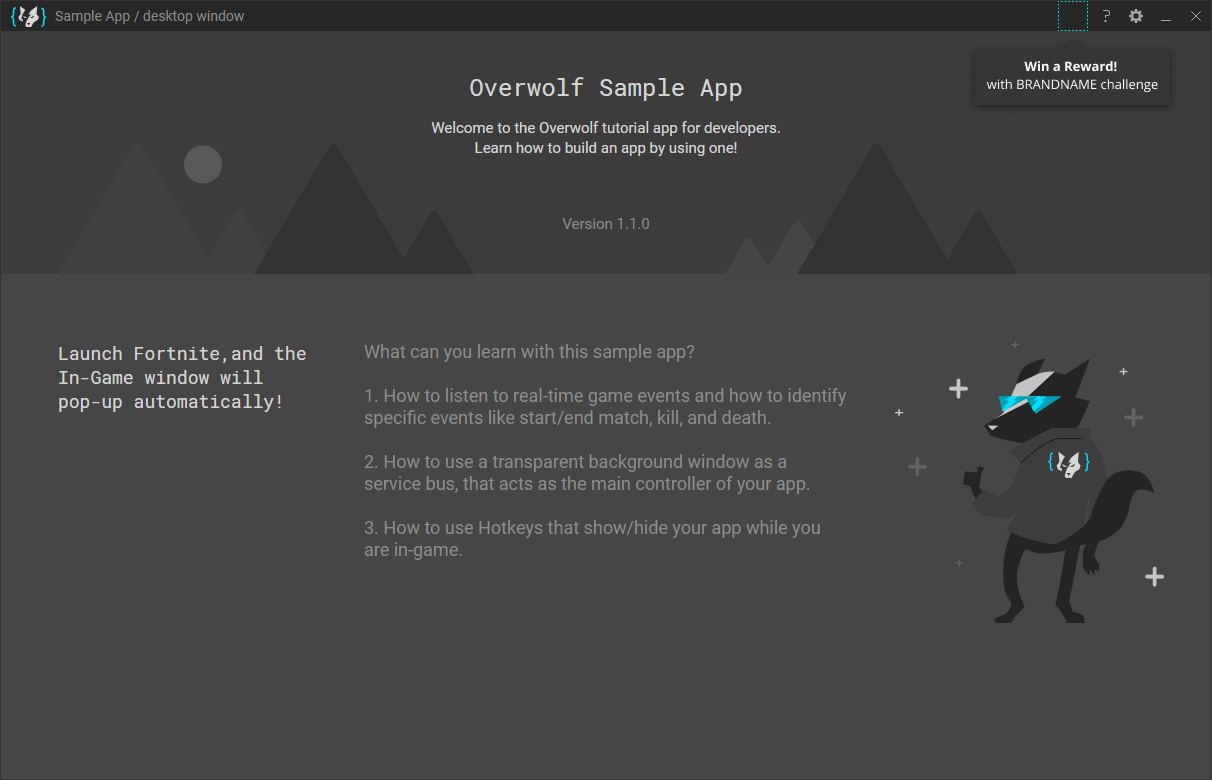 Sample App / desktop window
?
Win a Reward!
with BRANDNAME challenge
Overwolf Sample App
Welcome to the Overwolf tutorial app for developers.
Learn how to build an app by using one!
Version 1.1.0
Launch Fortnite,and the
In-Game window will
pop-up automatically!
What can you learn with this sample app?
1. How to listen to real-time game events and how to identify
specific events like start/end match, kill, and death.
2. How to use a transparent background window as a
service bus, that acts as the main controller of your app.
3. How to use Hotkeys that show/hide your app while you
are in-game.